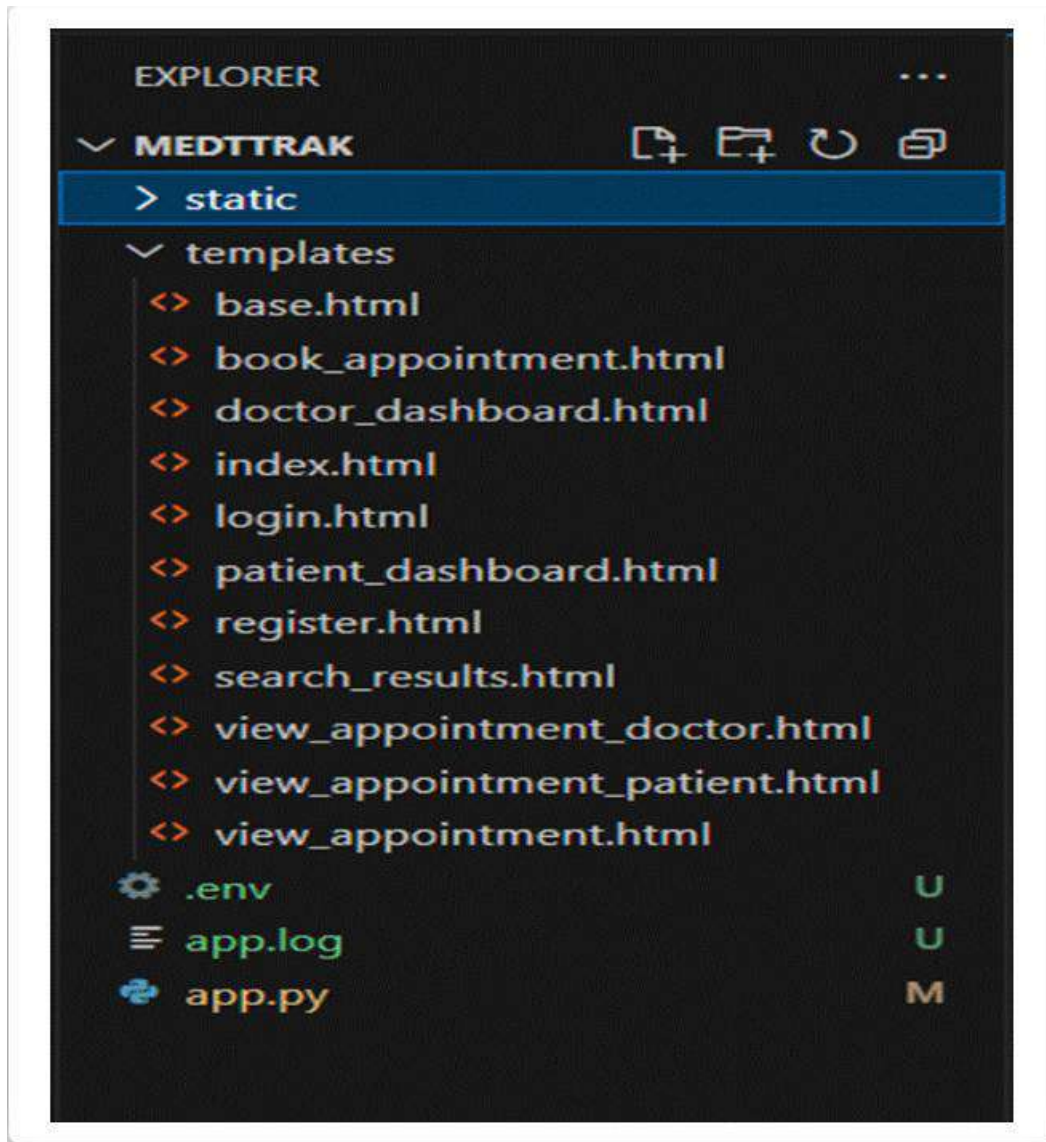 EXPLORER ...
MEDTTRAK
static
templates
base.html
book_appointment.html
doctor_dashboard.html
index.html
login.html
patient_dashboard.html
register.html
search_results.html
view_appointment_doctor.html
view_appointment_patient.html
view_appointment.html
.env U
app.log U
app.py M